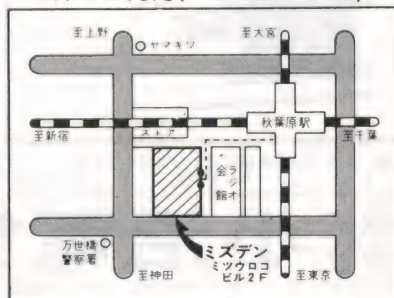 至上野
ヤマギワ
至大宮
秋葉原駅
ストア
至新宿
至千葉
ラジオ
会館
万世橋
警察署
ミズデン
ミツウロコ
ビル2F
至神田
至東京